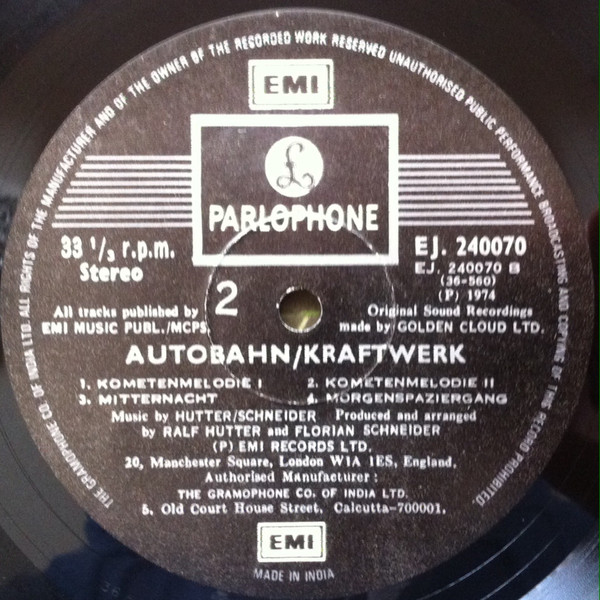 THE GRAMOPHONE CO. OF INDIA LTD. ALL RIGHTS OF THE MANUFACTURER AND OF THE OWNER OF THE RECORDED WORK RESERVED UNAUTHORISED PUBLIC PERFORMANCE BROADCASTING AND COPYING OF THIS RECORD PROHIBITED.
EMI
£
PARLOPHONE
33 1/3 r.p.m.
Stereo
EJ. 240070
EJ. 240070 B
(36-560)
(P) 1974
2
All tracks published by
EMI MUSIC PUBL./MCPS
Original Sound Recordings
made by GOLDEN CLOUD LTD.
AUTOBAHN/KRAFTWERK
1. KOMETENMELODIE I 2. KOMETENMELODIE II
3. MITTERNACHT 4. MORGENSPAZIERGANG
Music by HUTTER/SCHNEIDER Produced and arranged
by RALF HUTTER and FLORIAN SCHNEIDER
(P) EMI RECORDS LTD.
20, Manchester Square, London W1A 1ES, England,
Authorised Manufacturer :
THE GRAMOPHONE CO. OF INDIA LTD.
5, Old Court House Street, Calcutta-700001.
EMI
MADE IN INDIA